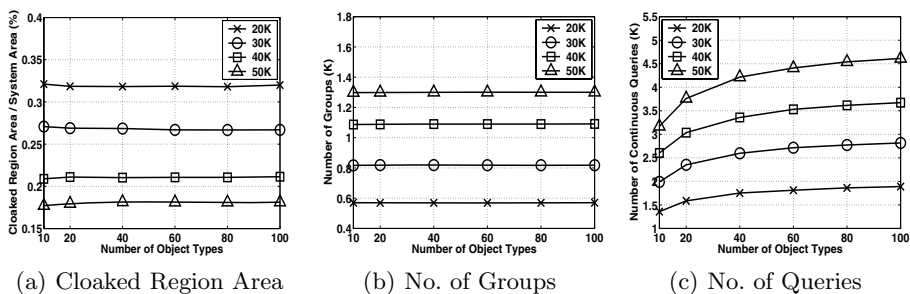 0.4
0.35
0.3
0.25
0.2
0.15
10 20 40 60 80 100
Cloaked Region Area / System Area (%)
Number of Object Types
20K
30K
40K
50K
(a) Cloaked Region Area
1.8
1.6
1.4
1.2
1
0.8
0.6
0.4
10 20 40 60 80 100
Number of Groups (K)
Number of Object Types
20K
30K
40K
50K
(b) No. of Groups
5.5
5
4.5
4
3.5
3
2.5
2
1.5
1
10 20 40 60 80 100
Number of Continuous Queries (K)
Number of Object Types
20K
30K
40K
50K
(c) No. of Queries